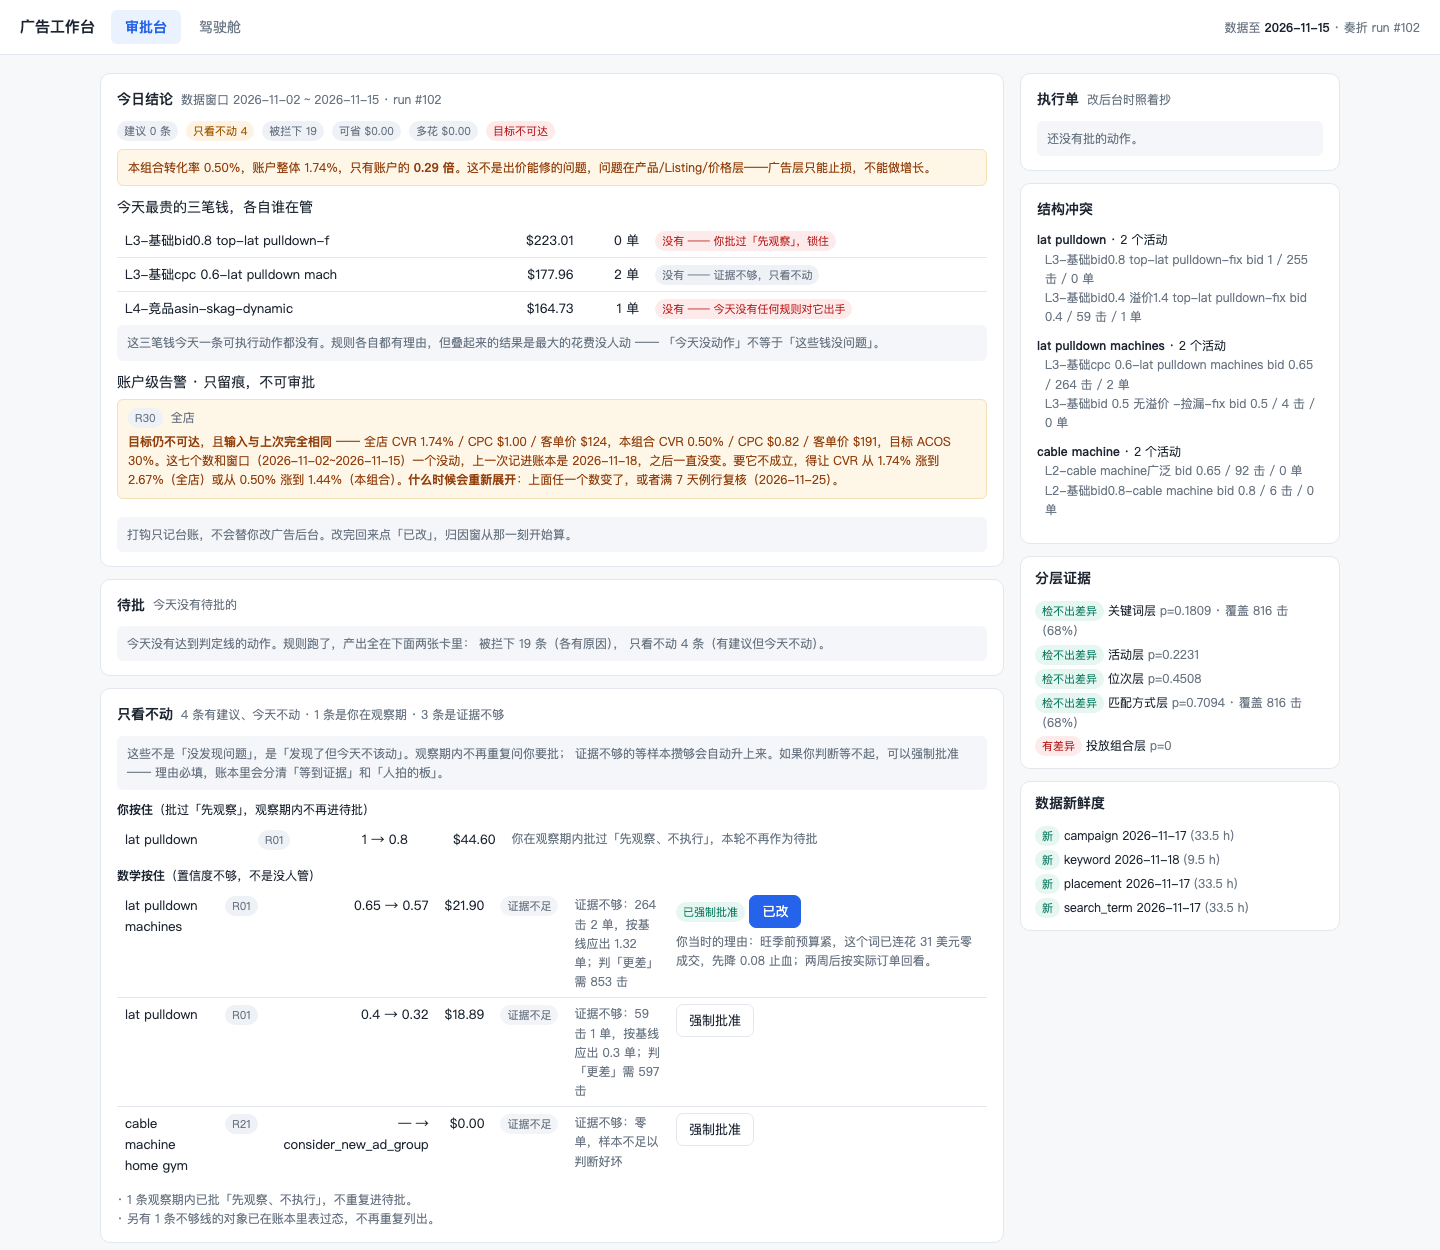 广告工作台 审批台 驾驶舱 数据至 2026-11-15 · 奏折 run #102
今日结论 数据窗口 2026-11-02 ~ 2026-11-15 · run #102
建议 0 条 只看不动 4 被拦下 19 可省 $0.00 多花 $0.00 目标不可达
本组合转化率 0.50%，账户整体 1.74%，只有账户的 0.29 倍。这不是出价能修的问题，问题在产品/Listing/价格层——广告层只能止损，不能做增长。
今天最贵的三笔钱，各自谁在管
L3-基础bid0.8 top-lat pulldown-f $223.01 0 单 没有 —— 你批过「先观察」，锁住
L3-基础cpc 0.6-lat pulldown mach $177.96 2 单 没有 —— 证据不够，只看不动
L4-竞品asin-skag-dynamic $164.73 1 单 没有 —— 今天没有任何规则对它出手
这三笔钱今天一条可执行动作都没有。规则各自都有理由，但叠起来的结果是最大的花费没人动 —— 「今天没动作」不等于「这些钱没问题」。
账户级告警 · 只留痕，不可审批
R30 全店
目标仍不可达，且输入与上次完全相同 —— 全店 CVR 1.74% / CPC $1.00 / 客单价 $124，本组合 CVR 0.50% / CPC $0.82 / 客单价 $191，目标 ACOS
30%。这七个数和窗口（2026-11-02~2026-11-15）一个没动，上一次记进账本是 2026-11-18，之后一直没变。要它不成立，得让 CVR 从 1.74% 涨到
2.67%（全店）或从 0.50% 涨到 1.44%（本组合）。什么时候会重新展开：上面任一个数变了，或者满 7 天例行复核（2026-11-25）。
打钩只记台账，不会替你改广告后台。改完回来点「已改」，归因窗从那一刻开始算。
待批 今天没有待批的
今天没有达到判定线的动作。规则跑了，产出全在下面两张卡里： 被拦下 19 条（各有原因）， 只看不动 4 条（有建议但今天不动）。
只看不动 4 条有建议、今天不动 · 1 条是你在观察期 · 3 条是证据不够
这些不是「没发现问题」，是「发现了但今天不该动」。观察期内不再重复问你要批； 证据不够的等样本攒够会自动升上来。如果你判断等不起，可以强制批准
—— 理由必填，账本里会分清「等到证据」和「人拍的板」。
你按住（批过「先观察」，观察期内不再进待批）
lat pulldown R01 1 → 0.8 $44.60 你在观察期内批过「先观察、不执行」，本轮不再作为待批
数学按住（置信度不够，不是没人管）
lat pulldown R01 0.65 → 0.57 $21.90 证据不足 证据不够：264 已强制批准 已改
machines 击 2 单，按基 你当时的理由：旺季前预算紧，这个词已连花 31 美元零
线应出 1.32 成交，先降 0.08 止血；两周后按实际订单回看。
单；判「更差」
需 853 击
lat pulldown R01 0.4 → 0.32 $18.89 证据不足 证据不够：59 强制批准
击 1 单，按基线
应出 0.3 单；判
「更差」需 597
击
cable R21 — → $0.00 证据不足 证据不够：零 强制批准
machine consider_new_ad_group 单，样本不足以
home gym 判断好坏
· 1 条观察期内已批「先观察、不执行」，不重复进待批。
· 另有 1 条不够线的对象已在账本里表过态，不再重复列出。
执行单 改后台时照着抄
还没有批的动作。
结构冲突
lat pulldown · 2 个活动
L3-基础bid0.8 top-lat pulldown-fix bid 1 / 255
击 / 0 单
L3-基础bid0.4 溢价1.4 top-lat pulldown-fix bid
0.4 / 59 击 / 1 单
lat pulldown machines · 2 个活动
L3-基础cpc 0.6-lat pulldown machines bid 0.65
/ 264 击 / 2 单
L3-基础bid 0.5 无溢价 -捡漏-fix bid 0.5 / 4 击 /
0 单
cable machine · 2 个活动
L2-cable machine广泛 bid 0.65 / 92 击 / 0 单
L2-基础bid0.8-cable machine bid 0.8 / 6 击 / 0
单
分层证据
检不出差异 关键词层 p=0.1809 · 覆盖 816 击
(68%)
检不出差异 活动层 p=0.2231
检不出差异 位次层 p=0.4508
检不出差异 匹配方式层 p=0.7094 · 覆盖 816 击
(68%)
有差异 投放组合层 p=0
数据新鲜度
新 campaign 2026-11-17 (33.5 h)
新 keyword 2026-11-18 (9.5 h)
新 placement 2026-11-17 (33.5 h)
新 search_term 2026-11-17 (33.5 h)